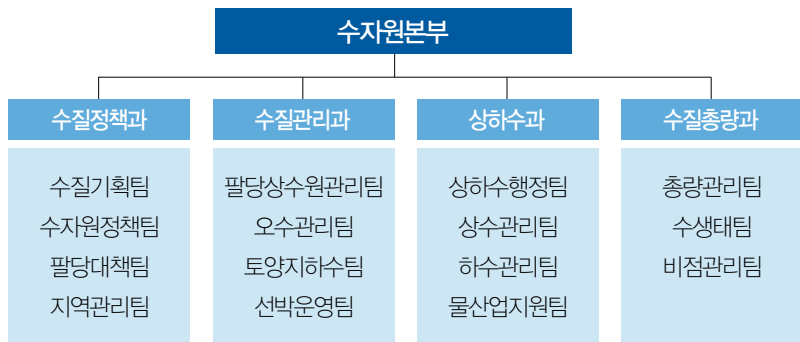 수자원본부
수질정책과
수질기획팀
수자원정책팀
팔당대책팀
지역관리팀
수질관리과
팔당상수원관리팀
오수관리팀
토양지하수팀
선박운영팀
상하수과
상하수행정팀
상수관리팀
하수관리팀
물산업지원팀
수질총량과
총량관리팀
수생태팀
비점관리팀